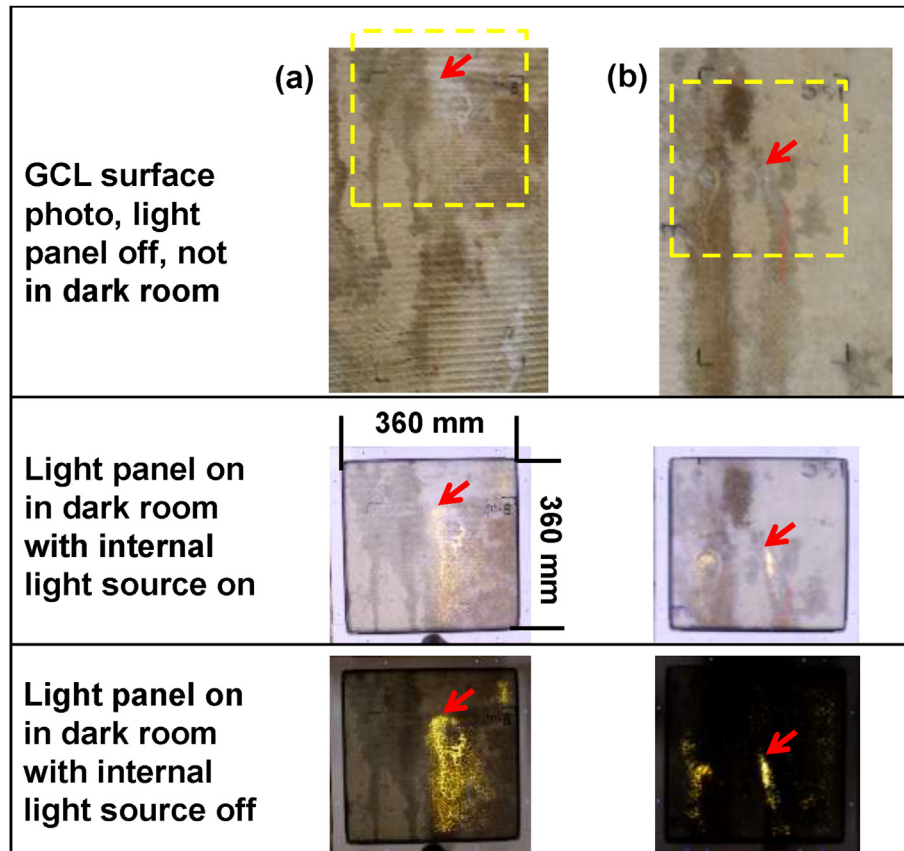 (a)
(b)
GCL surface
photo, light
panel off, not
in dark room
360 mm
360 mm
Light panel on
in dark room
with internal
light source on
Light panel on
in dark room
with internal
light source off